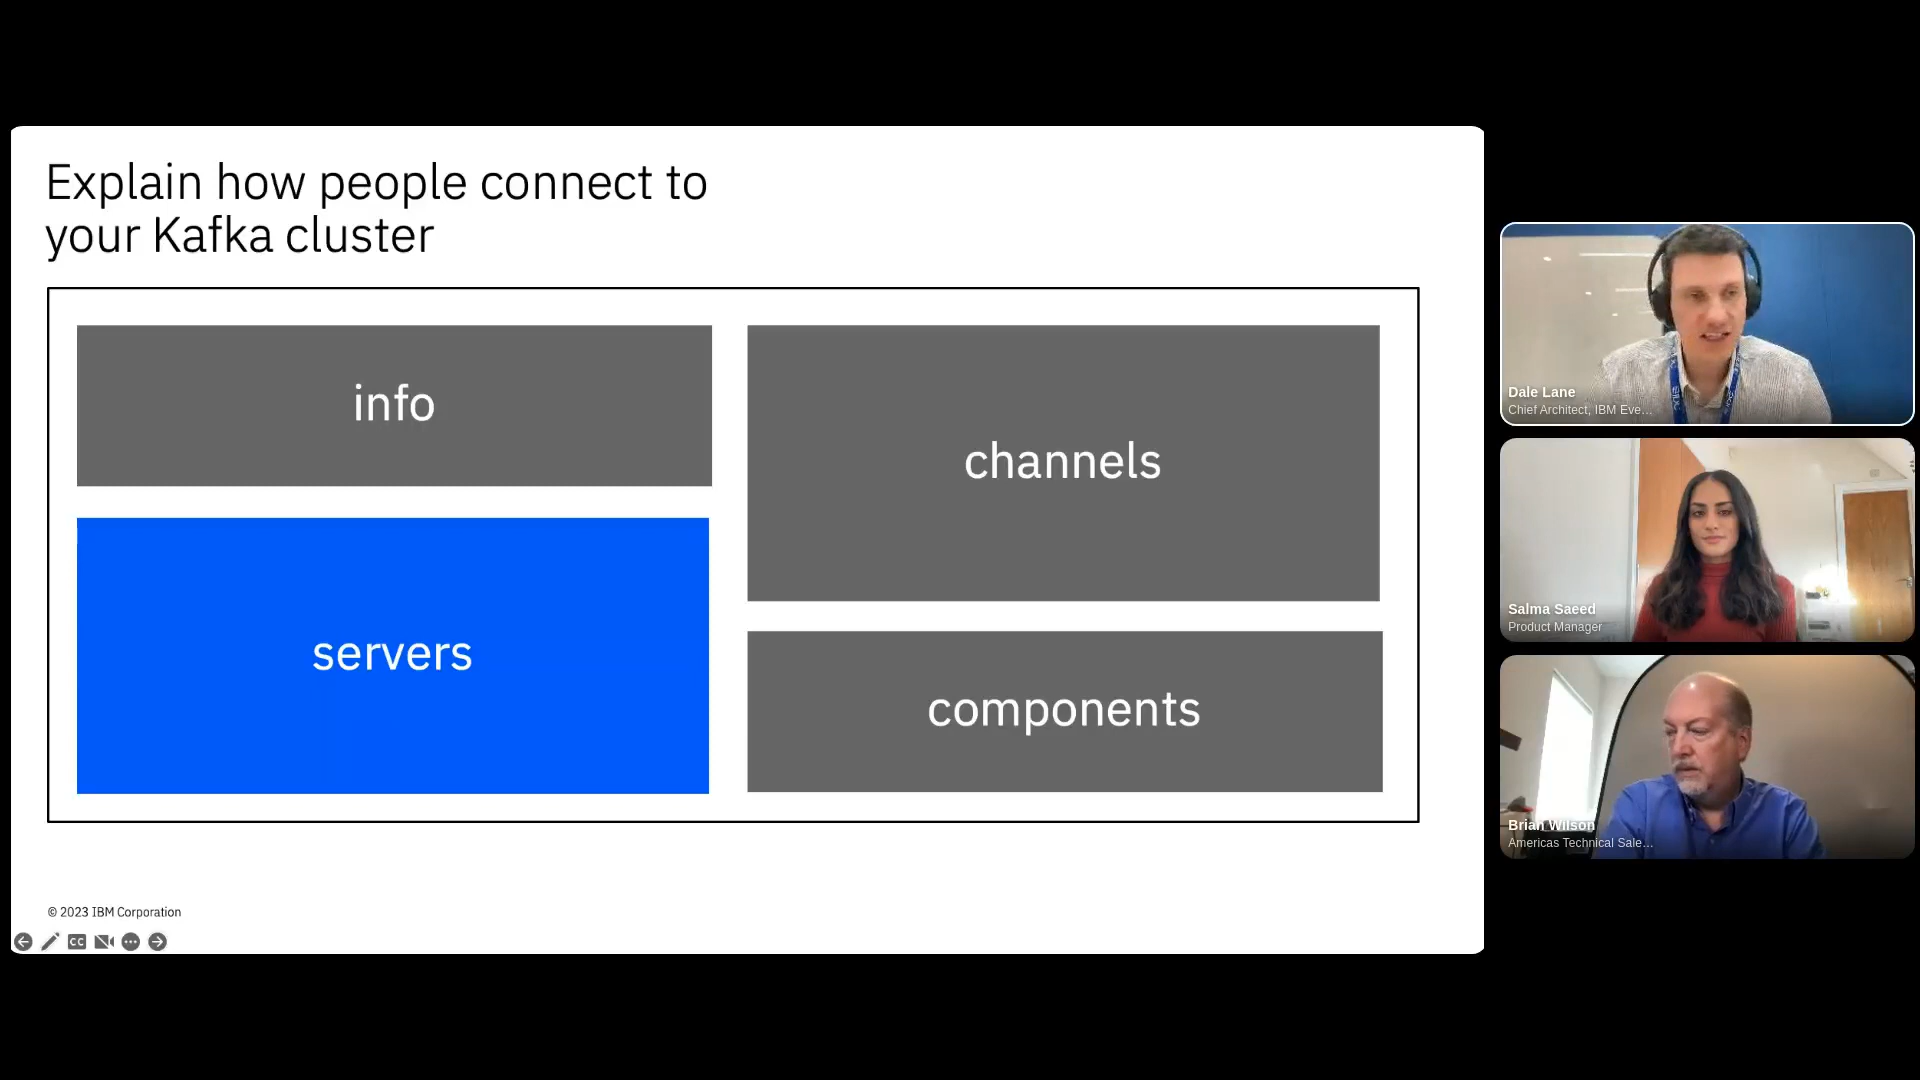 Explain how people connect to
your Kafka cluster
info
channels
servers
components
© 2023 IBM Corporation
CC
Dale Lane
Chief Architect, IBM Eve...
Salma Saeed
Product Manager
Brian Wilson
Americas Technical Sale...